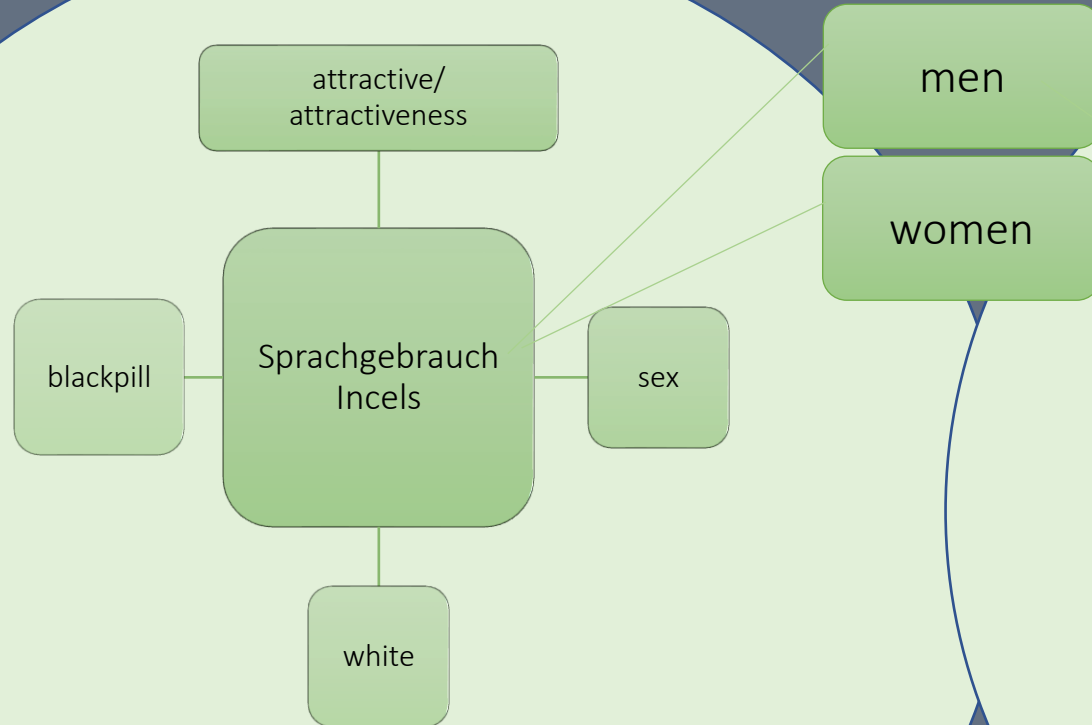 attractive/
attractiveness
men
women
blackpill
Sprachgebrauch
Incels
sex
white